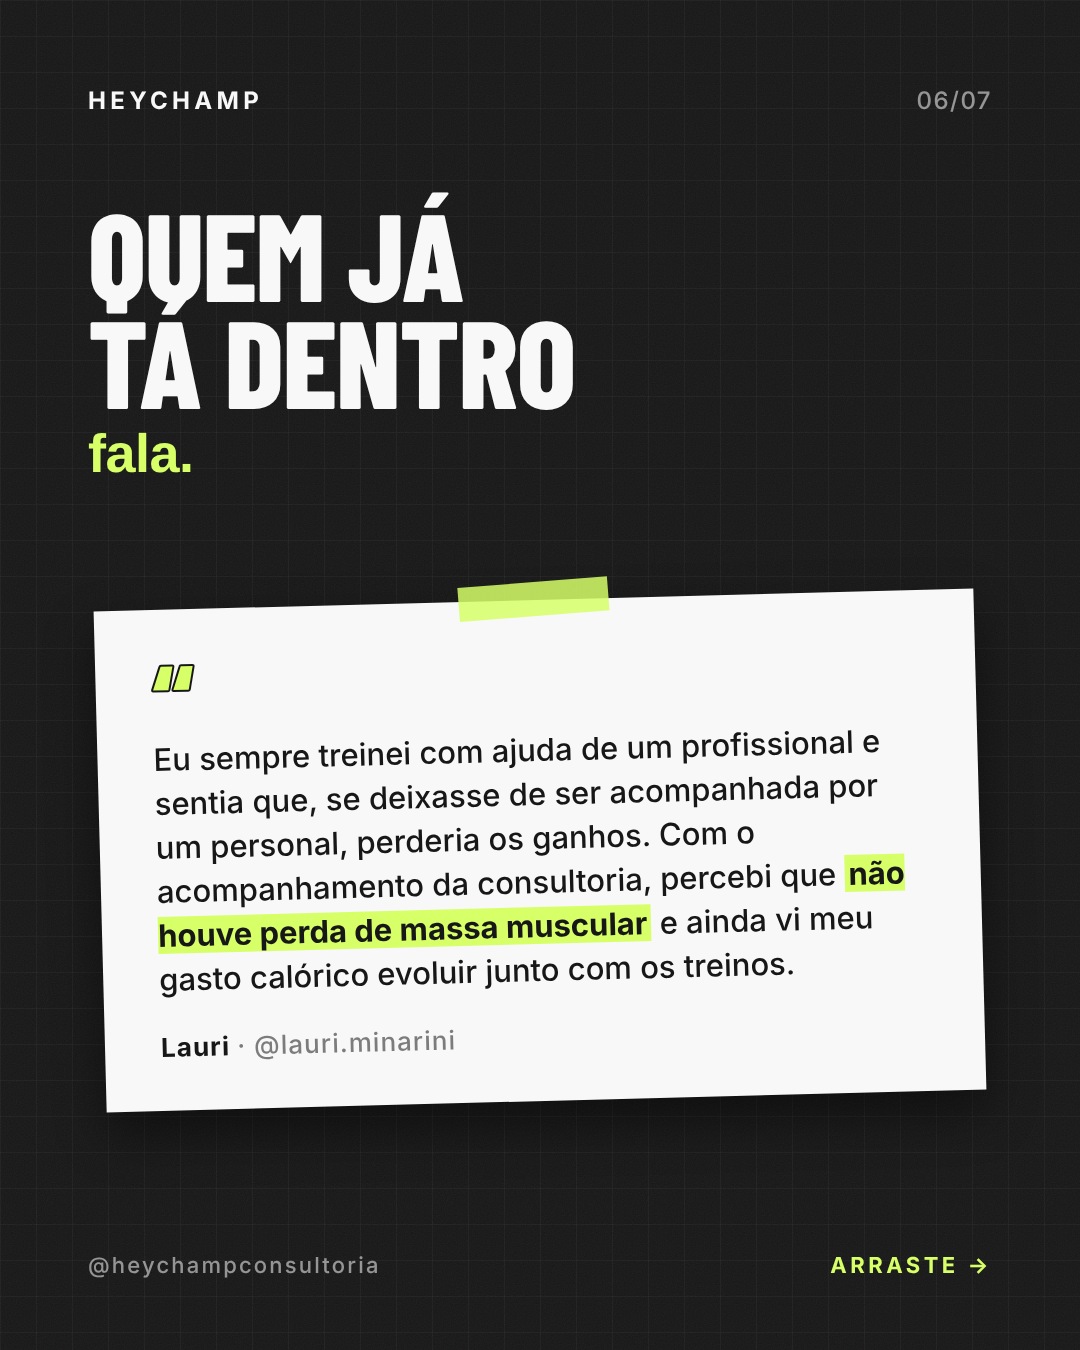 HEYCHAMP
06/07
QUEM JÁ
TÁ DENTRO
fala.
"
Eu sempre treinei com ajuda de um profissional e
sentia que, se deixasse de ser acompanhada por
um personal, perderia os ganhos. Com o
acompanhamento da consultoria, percebi que não
houve perda de massa muscular e ainda vi meu
gasto calórico evoluir junto com os treinos.
Lauri · @lauri.minarini
@heychampconsultoria
ARRASTE →